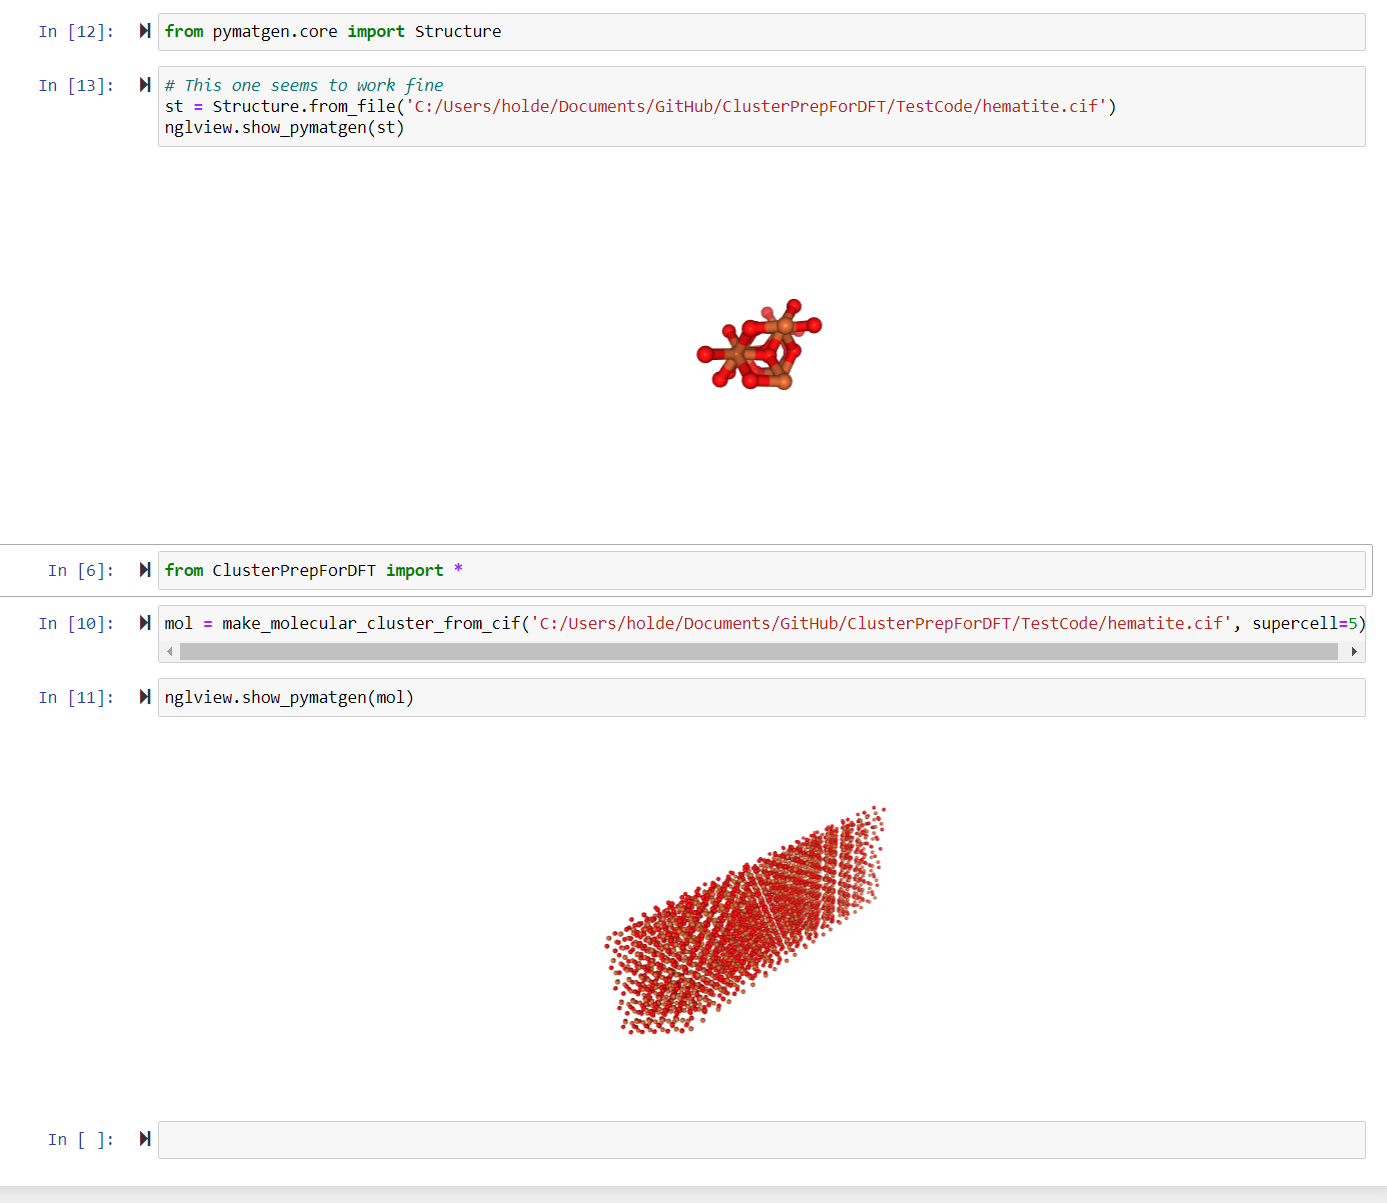 In [12]: from pymatgen.core import Structure
In [13]: # This one seems to work fine
st = Structure.from_file('C:/Users/holde/Documents/GitHub/ClusterPrepForDFT/TestCode/hematite.cif')
nglview.show_pymatgen(st)
In [6]: from ClusterPrepForDFT import *
In [10]: mol = make_molecular_cluster_from_cif('C:/Users/holde/Documents/GitHub/ClusterPrepForDFT/TestCode/hematite.cif', supercell=5)
In [11]: nglview.show_pymatgen(mol)
In [ ]: